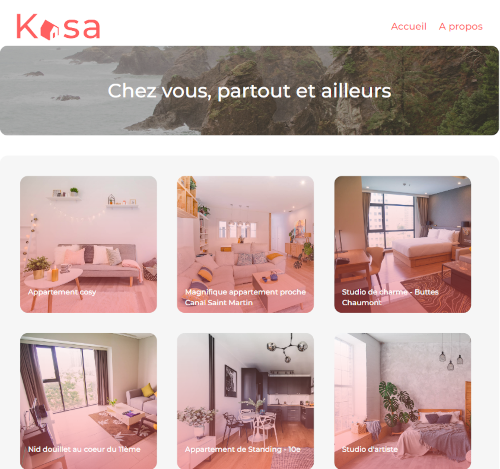 Kasa
Accueil
A propos
Chez vous, partout et ailleurs
Appartement cosy
Magnifique appartement proche
Canal Saint Martin
Studio de charme - Buttes
Chaumont
Nid douillet au coeur du 11ème
Appartement de Standing - 10e
Studio d'artiste